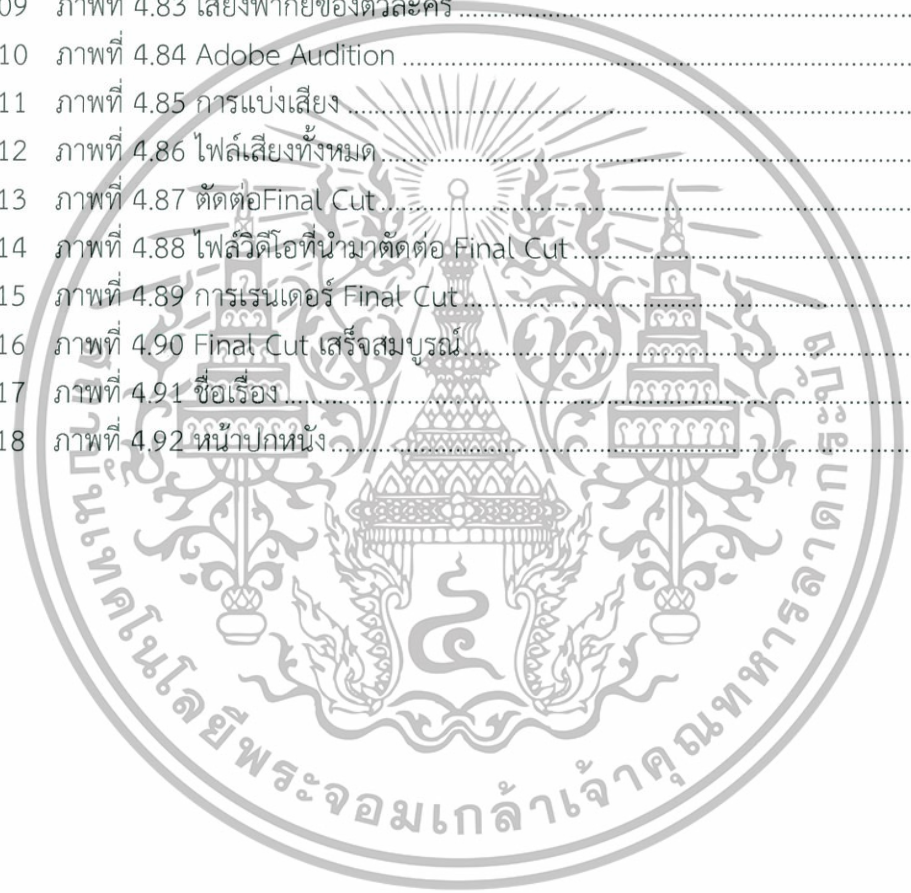 09 ภาพที่ 4.83 เสียงพากย์ของตัวละคร
10 ภาพที่ 4.84 Adobe Audition
11 ภาพที่ 4.85 การแบ่งเสียง
12 ภาพที่ 4.86 ไฟล์เสียงทั้งหมด
13 ภาพที่ 4.87 ตัดต่อFinal Cut
14 ภาพที่ 4.88 ไฟล์วิดีโอที่นำมาตัดต่อ Final Cut
15 ภาพที่ 4.89 การเรนเดอร์ Final Cut
16 ภาพที่ 4.90 Final Cut เสร็จสมบูรณ์
17 ภาพที่ 4.91 ชื่อเรื่อง
18 ภาพที่ 4.92 หน้าปกหนัง
สถาบันเทคโนโลยีพระจอมเกล้าเจ้าคุณทหารลาดกระบัง
๔